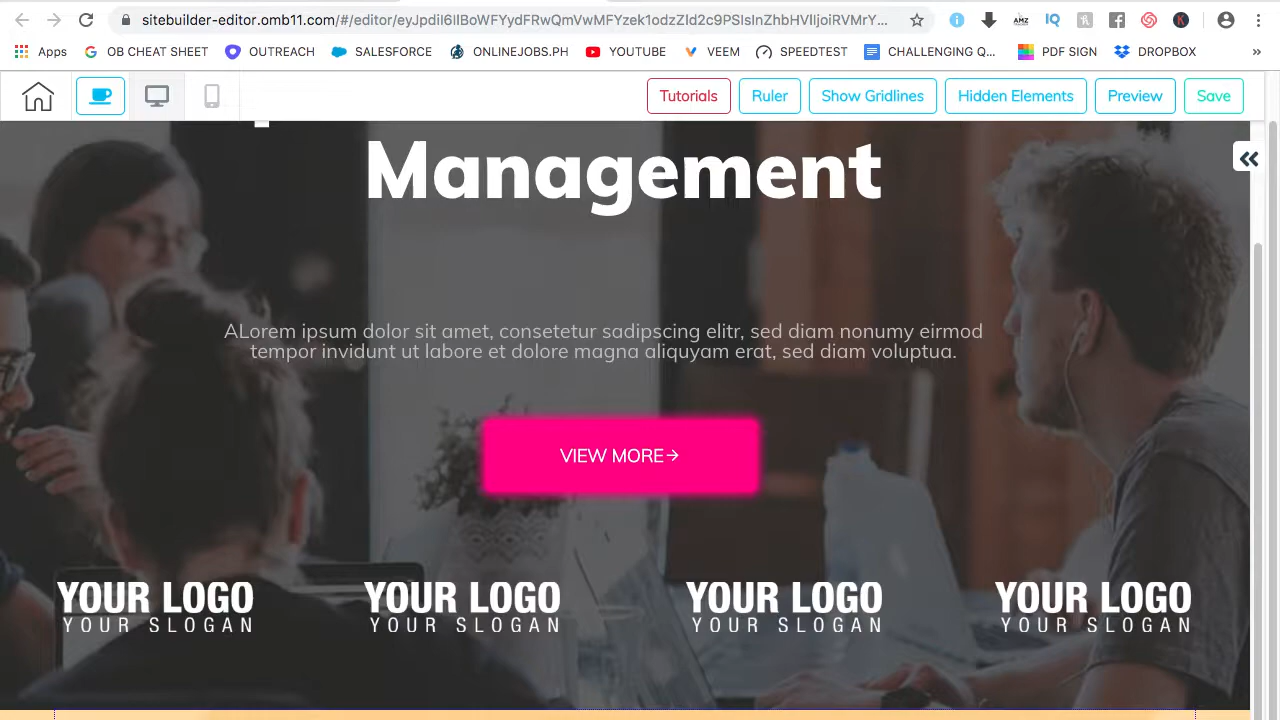 sitebuilder-editor.omb11.com/#/editor/eyJpdiI6IlBoWFYydFRwQmVwMFYzek1odzZId2c9PSIsInZhbHVlIjoiRVMrY...
Apps
OB CHEAT SHEET
OUTREACH
SALESFORCE
ONLINEJOBS.PH
YOUTUBE
VEEM
SPEEDTEST
CHALLENGING Q...
PDF SIGN
DROPBOX
Tutorials
Ruler
Show Gridlines
Hidden Elements
Preview
Save
Management
ALorem ipsum dolor sit amet, consetetur sadipscing elitr, sed diam nonumy eirmod
tempor invidunt ut labore et dolore magna aliquyam erat, sed diam voluptua.
VIEW MORE→
YOUR LOGO
YOUR SLOGAN
YOUR LOGO
YOUR SLOGAN
YOUR LOGO
YOUR SLOGAN
YOUR LOGO
YOUR SLOGAN